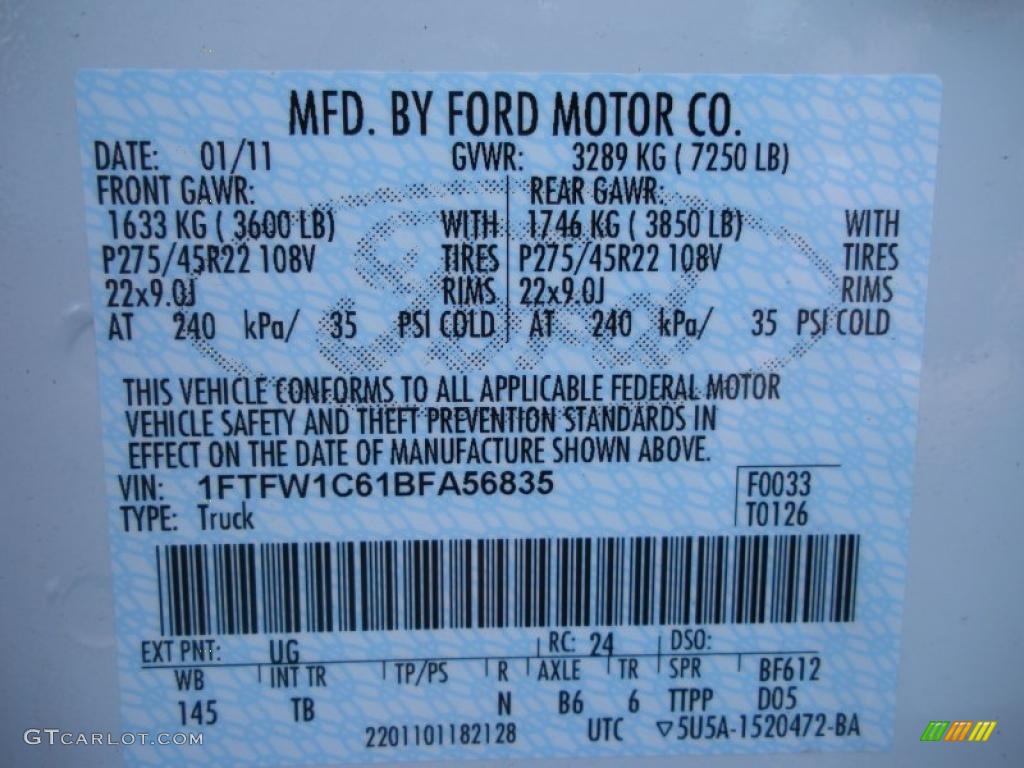 MFD. BY FORD MOTOR CO.
DATE: 01/11 GVWR: 3289 KG ( 7250 LB)
FRONT GAWR: REAR GAWR:
1633 KG ( 3600 LB) WITH 1746 KG ( 3850 LB) WITH
P275/45R22 108V TIRES P275/45R22 108V TIRES
22x9.0J RIMS 22x9.0J RIMS
AT 240 kPa/ 35 PSI COLD AT 240 kPa/ 35 PSI COLD
Ford
THIS VEHICLE CONFORMS TO ALL APPLICABLE FEDERAL MOTOR
VEHICLE SAFETY AND THEFT PREVENTION STANDARDS IN
EFFECT ON THE DATE OF MANUFACTURE SHOWN ABOVE.
VIN: 1FTFW1C61BFA56835 F0033
TYPE: Truck T0126
EXT PNT: UG RC: 24 DSO:
WB INT TR TP/PS R AXLE TR SPR BF612
145 TB N B6 6 TTPP D05
2201101182128 UTC ▽5U5A-1520472-BA
GTCARLOT.COM